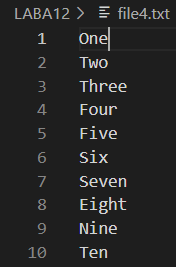 LABA12 > file4.txt
1 One
2 Two
3 Three
4 Four
5 Five
6 Six
7 Seven
8 Eight
9 Nine
10 Ten